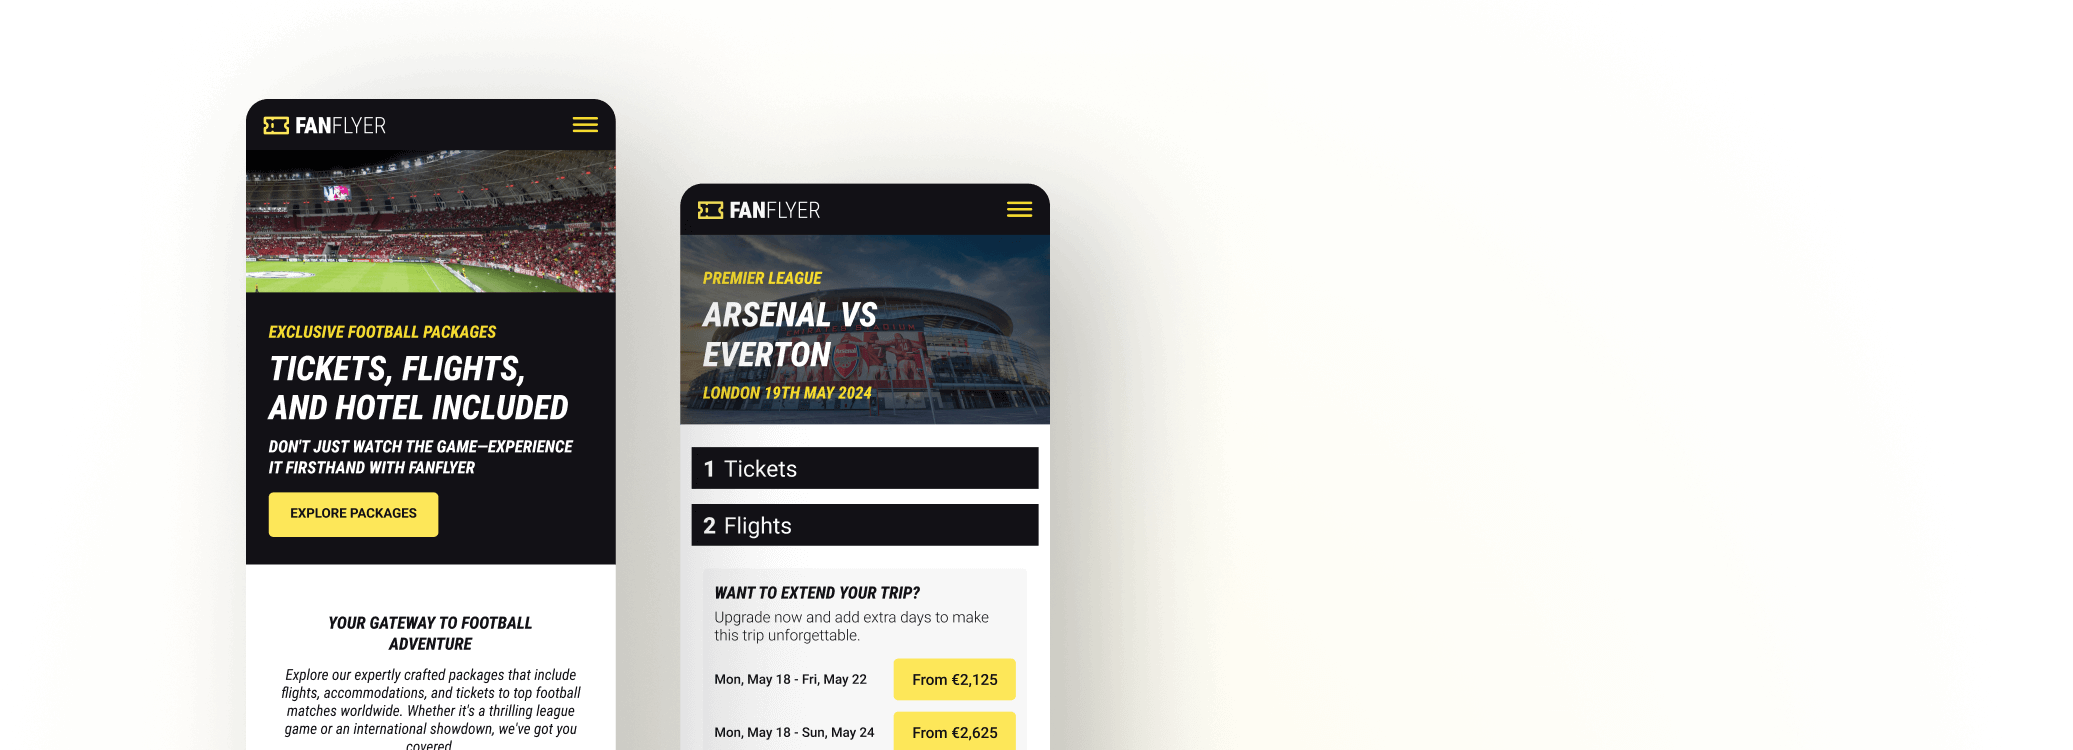 FANFLYER
EXCLUSIVE FOOTBALL PACKAGES
TICKETS, FLIGHTS,
AND HOTEL INCLUDED
DON'T JUST WATCH THE GAME—EXPERIENCE
IT FIRSTHAND WITH FANFLYER
EXPLORE PACKAGES
YOUR GATEWAY TO FOOTBALL
ADVENTURE
Explore our expertly crafted packages that include
flights, accommodations, and tickets to top football
matches worldwide. Whether it's a thrilling league
game or an international showdown, we've got you
covered.
FANFLYER
PREMIER LEAGUE
ARSENAL VS
EVERTON
LONDON 19TH MAY 2024
1 Tickets
2 Flights
WANT TO EXTEND YOUR TRIP?
Upgrade now and add extra days to make
this trip unforgettable.
Mon, May 18 - Fri, May 22
From €2,125
Mon, May 18 - Sun, May 24
From €2,625